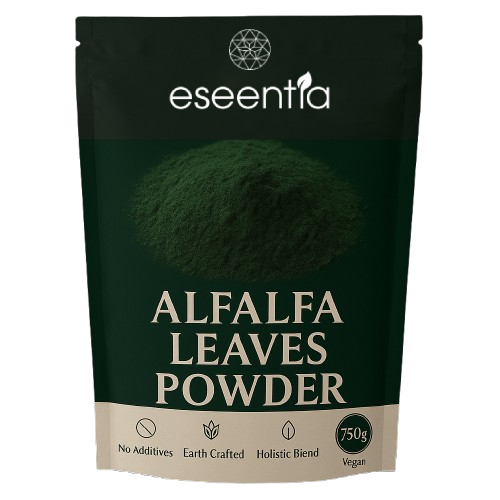 eseentia
ALFALFA
LEAVES
POWDER
No Additives Earth Crafted Holistic Blend 750g
Vegan